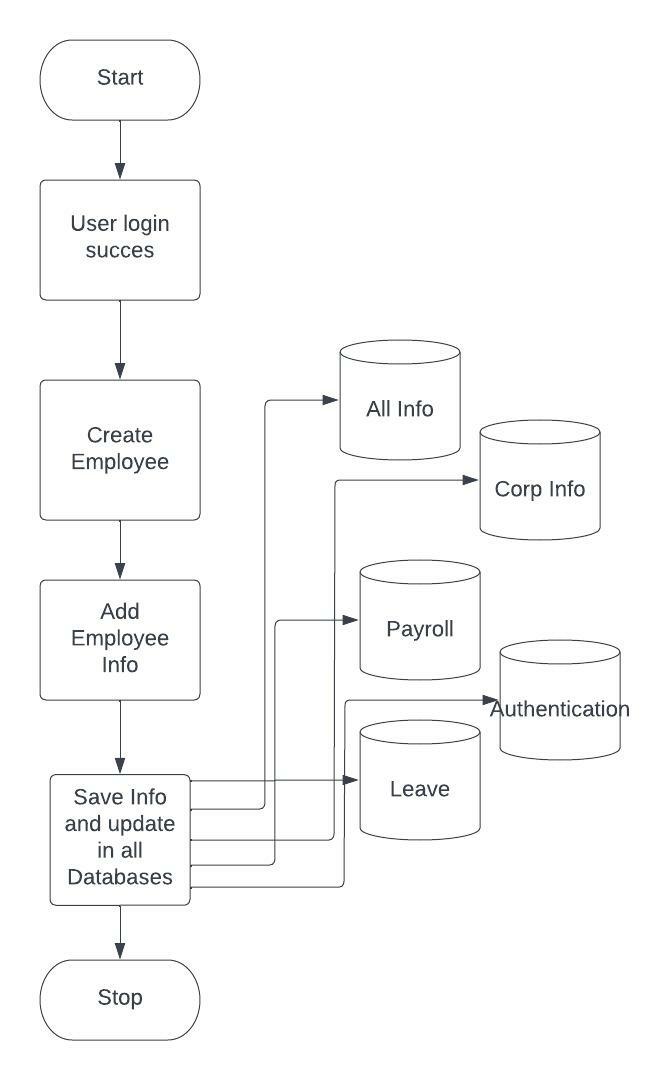 Start
User login
succes
Create
Employee
Add
Employee
Info
Save Info
and update
in all
Databases
Stop
All Info
Corp Info
Payroll
Authentication
Leave